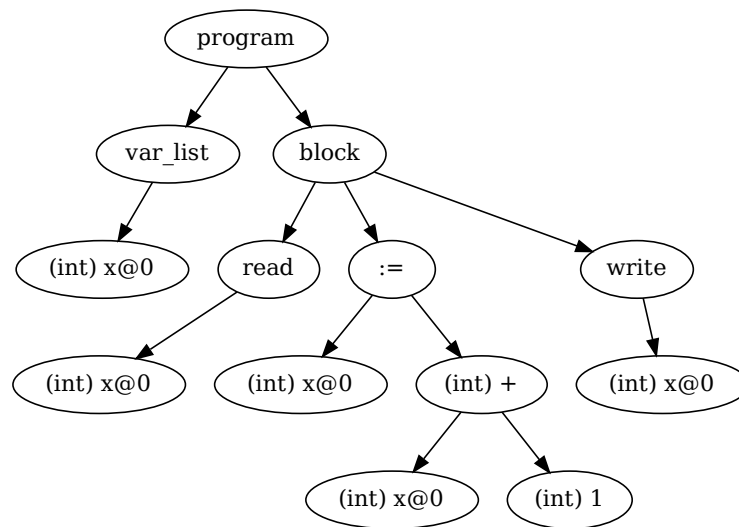 program
var_list
block
(int) x@0
read
:=
write
(int) x@0
(int) x@0
(int) +
(int) x@0
(int) x@0
(int) 1